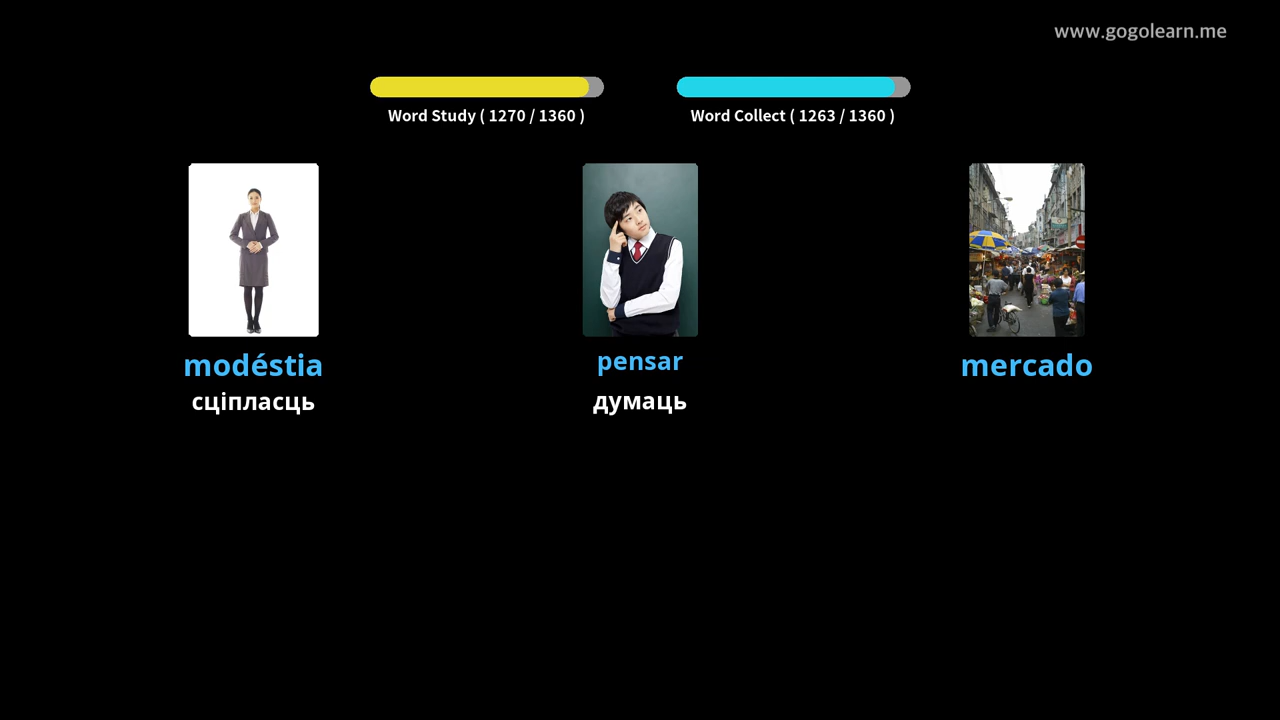 www.gogolearn.me
Word Study ( 1270 / 1360 )
Word Collect ( 1263 / 1360 )
modéstia
сціпласць
pensar
думаць
mercado